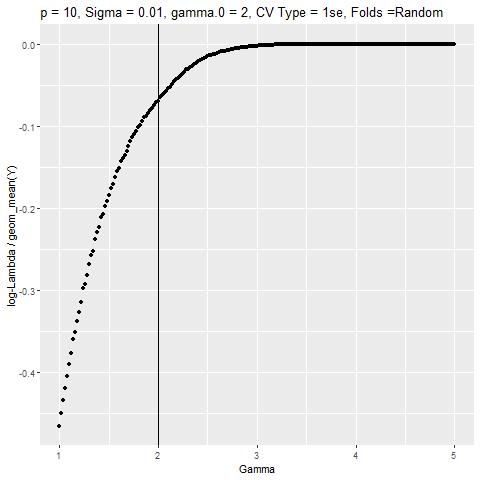 p = 10, Sigma = 0.01, gamma.0 = 2, CV Type = 1se, Folds =Random
0.0
-0.1
-0.2
-0.3
-0.4
log-Lambda / geom_mean(Y)
1 2 3 4 5
Gamma